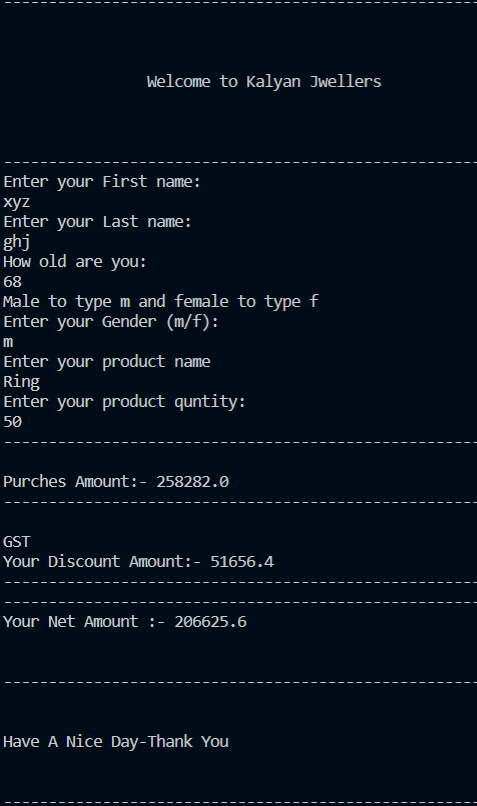 -----------------------------------------------------
Welcome to Kalyan Jwellers
-----------------------------------------------------
Enter your First name:
xyz
Enter your Last name:
ghj
How old are you:
68
Male to type m and female to type f
Enter your Gender (m/f):
m
Enter your product name
Ring
Enter your product quntity:
50
-----------------------------------------------------
Purches Amount:- 258282.0
-----------------------------------------------------
GST
Your Discount Amount:- 51656.4
-----------------------------------------------------
-----------------------------------------------------
Your Net Amount :- 206625.6
-----------------------------------------------------
Have A Nice Day-Thank You
-----------------------------------------------------